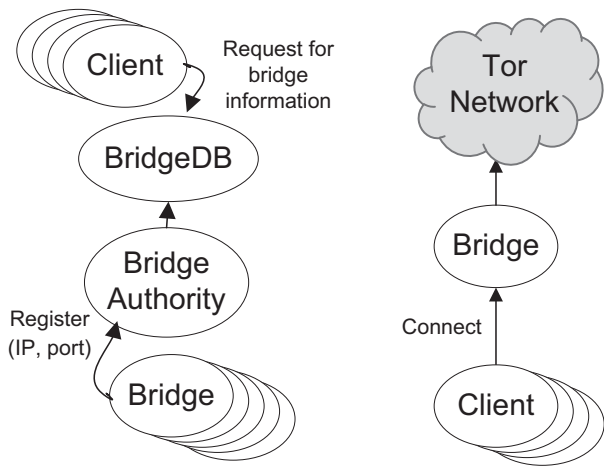 Client
Request for
bridge
information
BridgeDB
Bridge
Authority
Register
(IP, port)
Bridge
Tor
Network
Bridge
Connect
Client